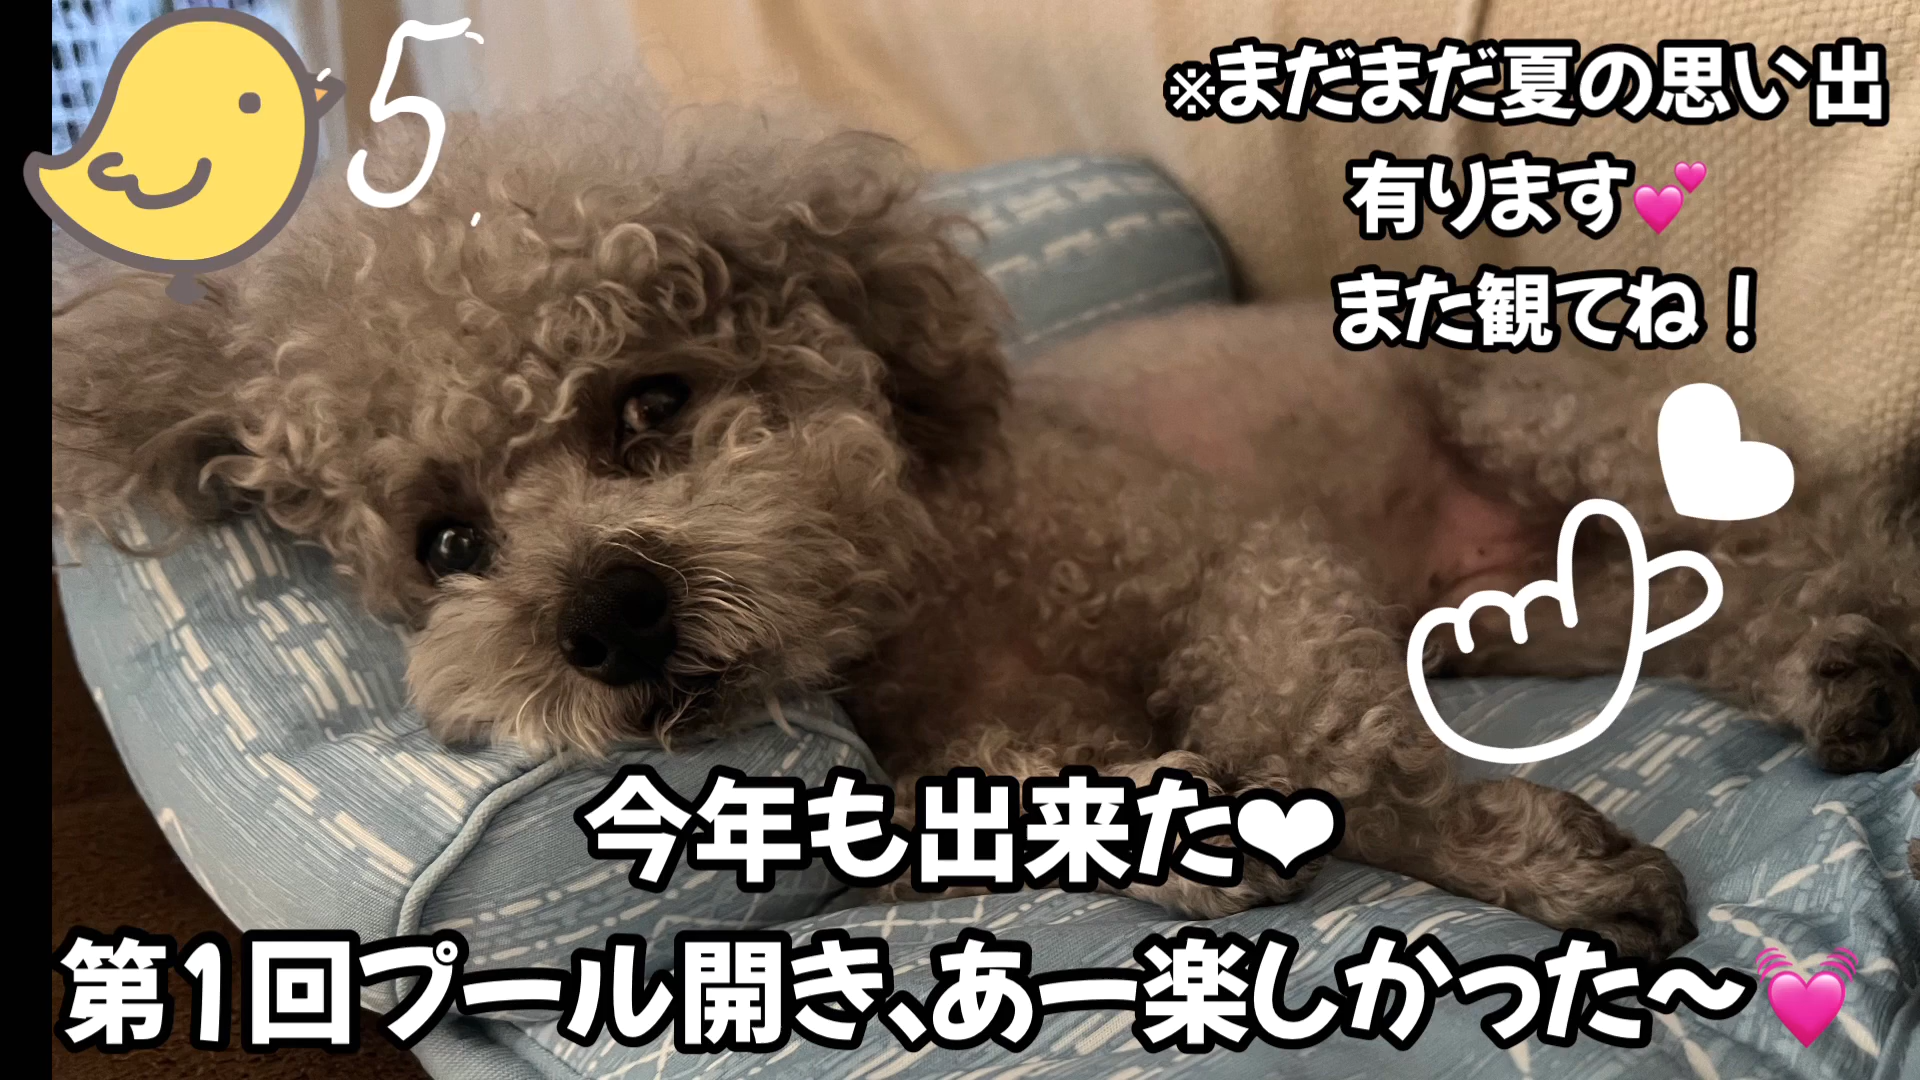 5
※まだまだ夏の思い出
有ります💕
また観てね！
今年も出来た❤
第1回プール開き、あー楽しかった〜💓